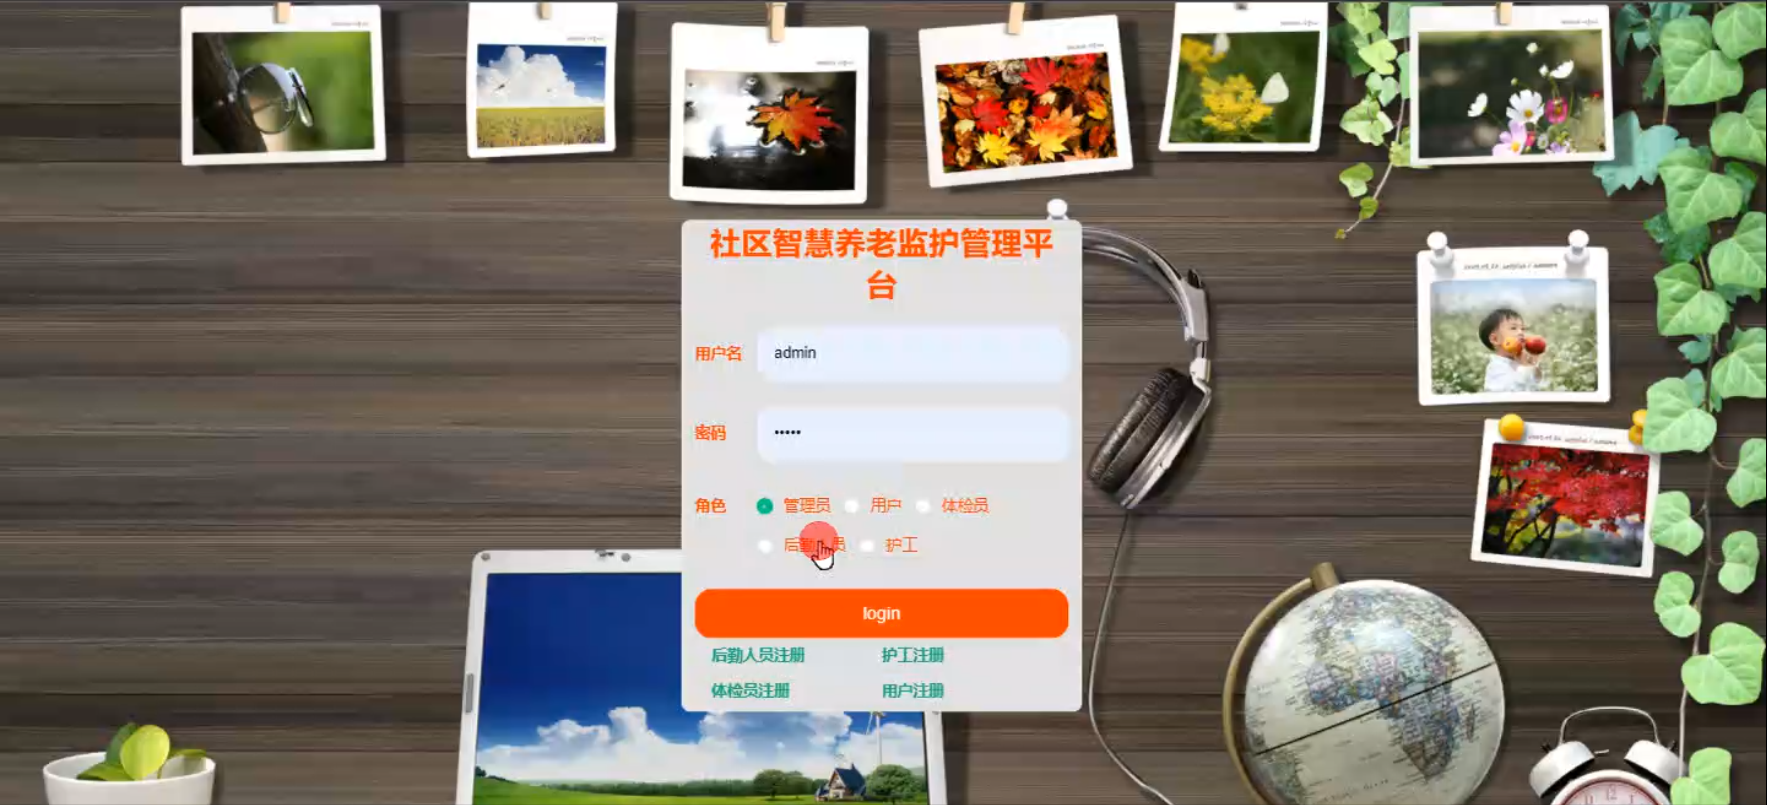 社区智慧养老监护管理平
台
用户名 admin
密码 •••••
角色 管理员 用户 体检员
后勤人员 护工
login
后勤人员注册 护工注册
体检员注册 用户注册